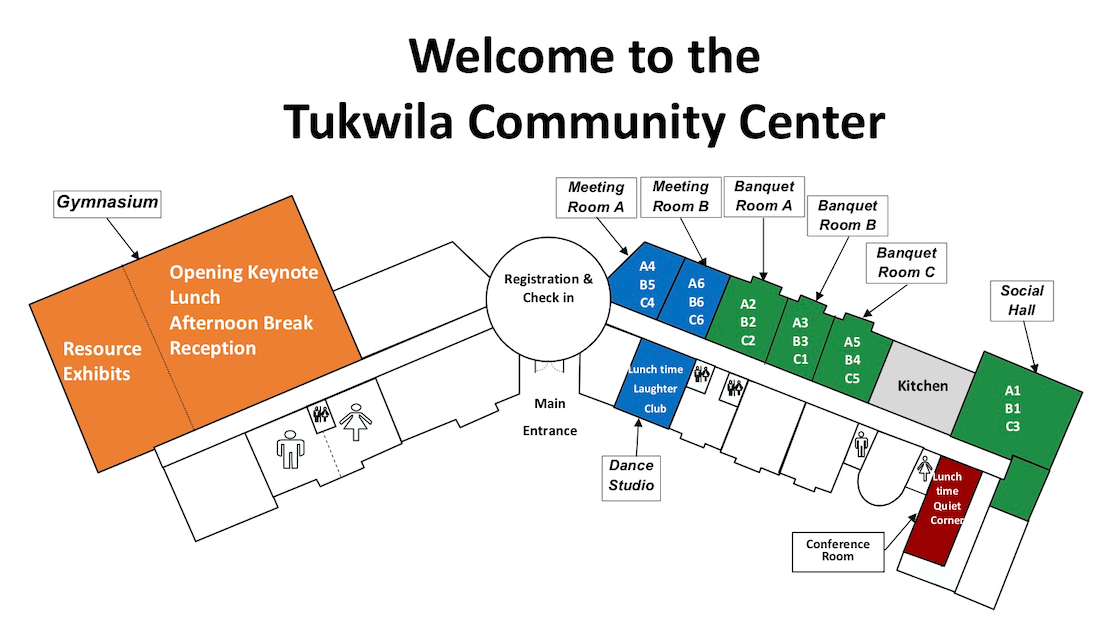 Welcome to the
Tukwila Community Center
Gymnasium
Meeting
Room A
Meeting
Room B
Banquet
Room A
Banquet
Room B
Banquet
Room C
Social
Hall
Opening Keynote
Lunch
Afternoon Break
Reception
Resource
Exhibits
Registration &
Check in
A4
B5
C4
A6
B6
C6
A2
B2
C2
A3
B3
C1
A5
B4
C5
Kitchen
A1
B1
C3
Lunch time
Laughter
Club
Main
Entrance
Dance
Studio
Lunch
time
Quiet
Corner
Conference
Room